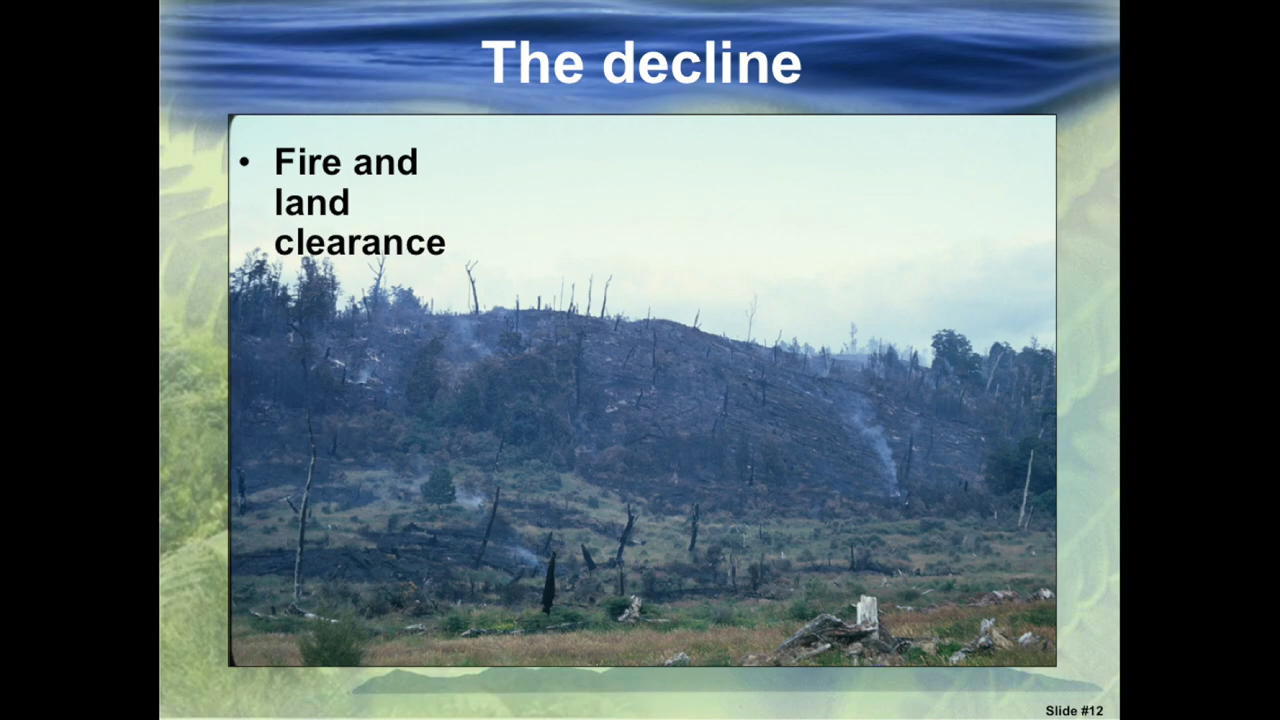 The decline
• Fire and
land
clearance
Slide #12